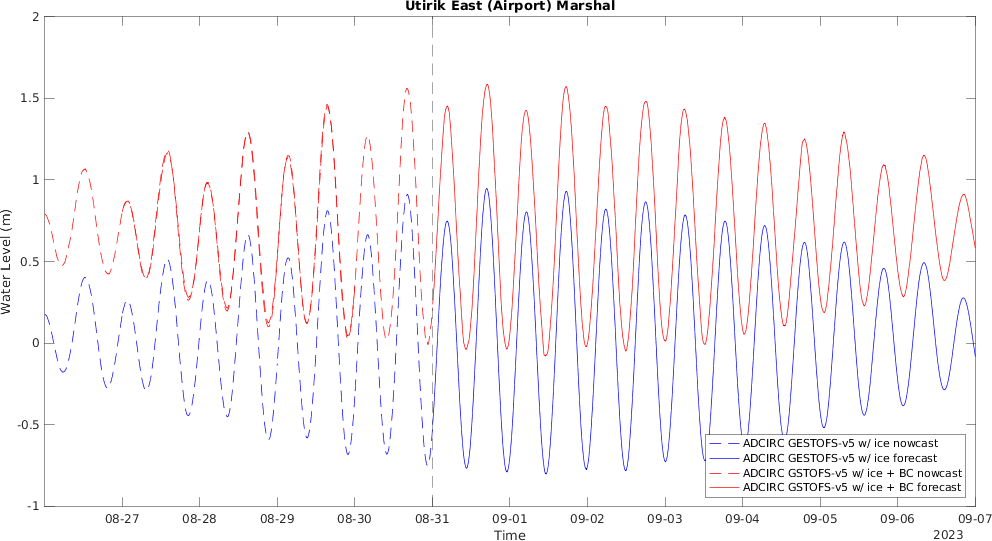 Utirik East (Airport) Marshal
2
1.5
1
0.5
0
-0.5
-1
Water Level (m)
08-27 08-28 08-29 08-30 08-31 09-01 09-02 09-03 09-04 09-05 09-06 09-07
Time
2023
ADCIRC GESTOFS-v5 w/ ice nowcast
ADCIRC GESTOFS-v5 w/ ice forecast
ADCIRC GSTOFS-v5 w/ ice + BC nowcast
ADCIRC GSTOFS-v5 w/ ice + BC forecast